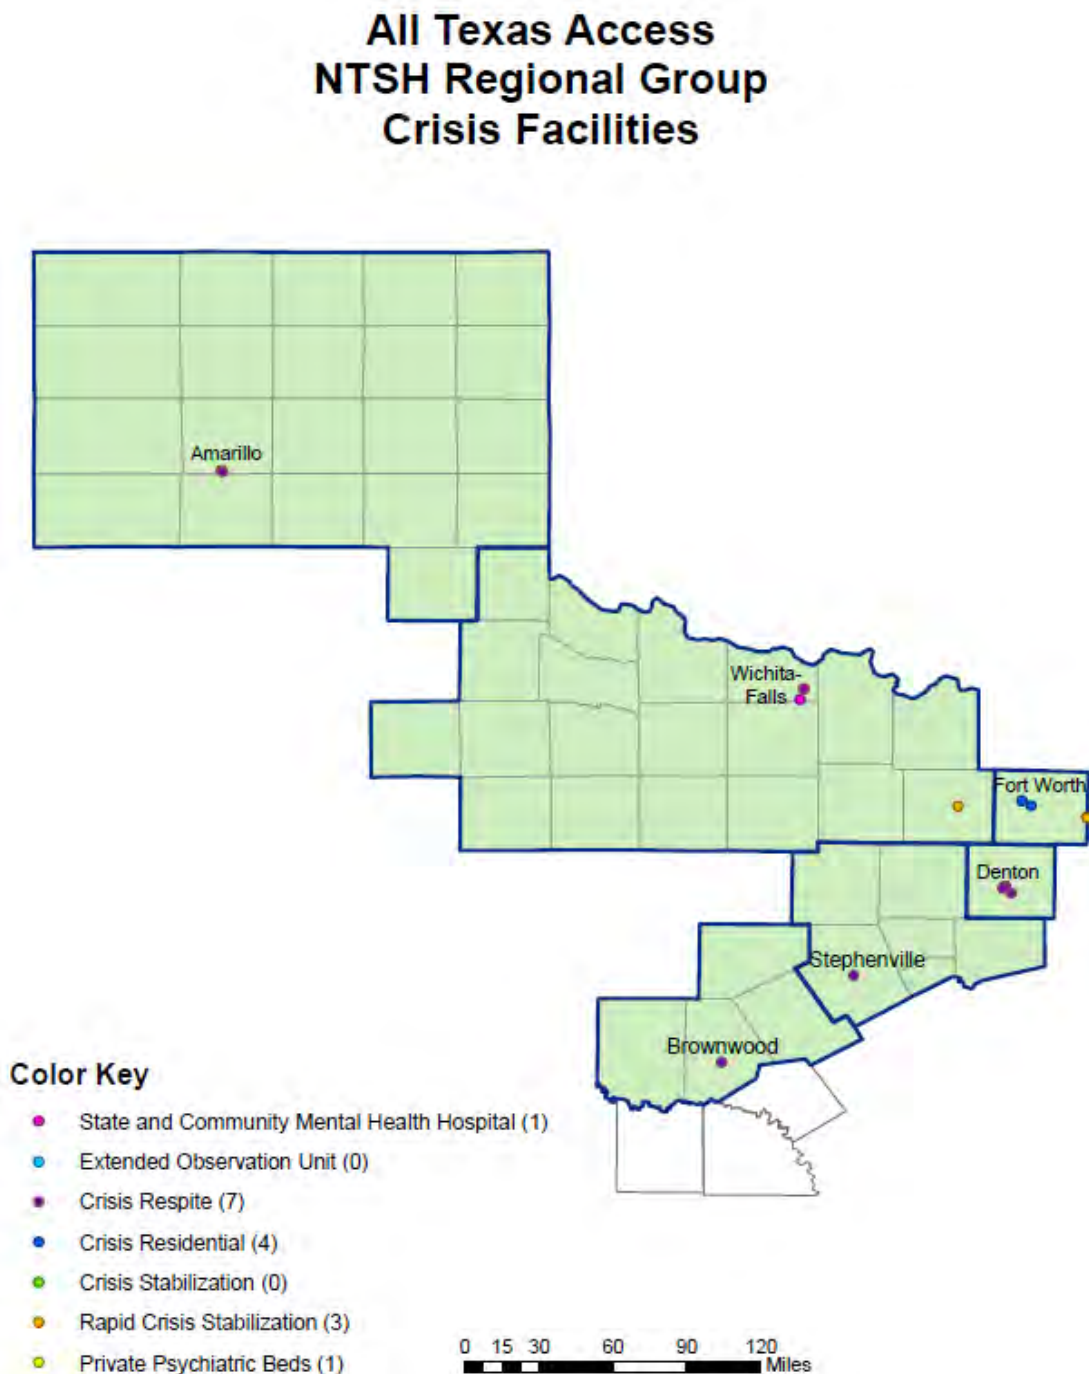 All Texas Access
NTSH Regional Group
Crisis Facilities
Amarillo
Wichita-
Falls
Fort Worth
Denton
Stephenville
Brownwood
Color Key
State and Community Mental Health Hospital (1)
Extended Observation Unit (0)
Crisis Respite (7)
Crisis Residential (4)
Crisis Stabilization (0)
Rapid Crisis Stabilization (3)
Private Psychiatric Beds (1)
0 15 30 60 90 120
Miles